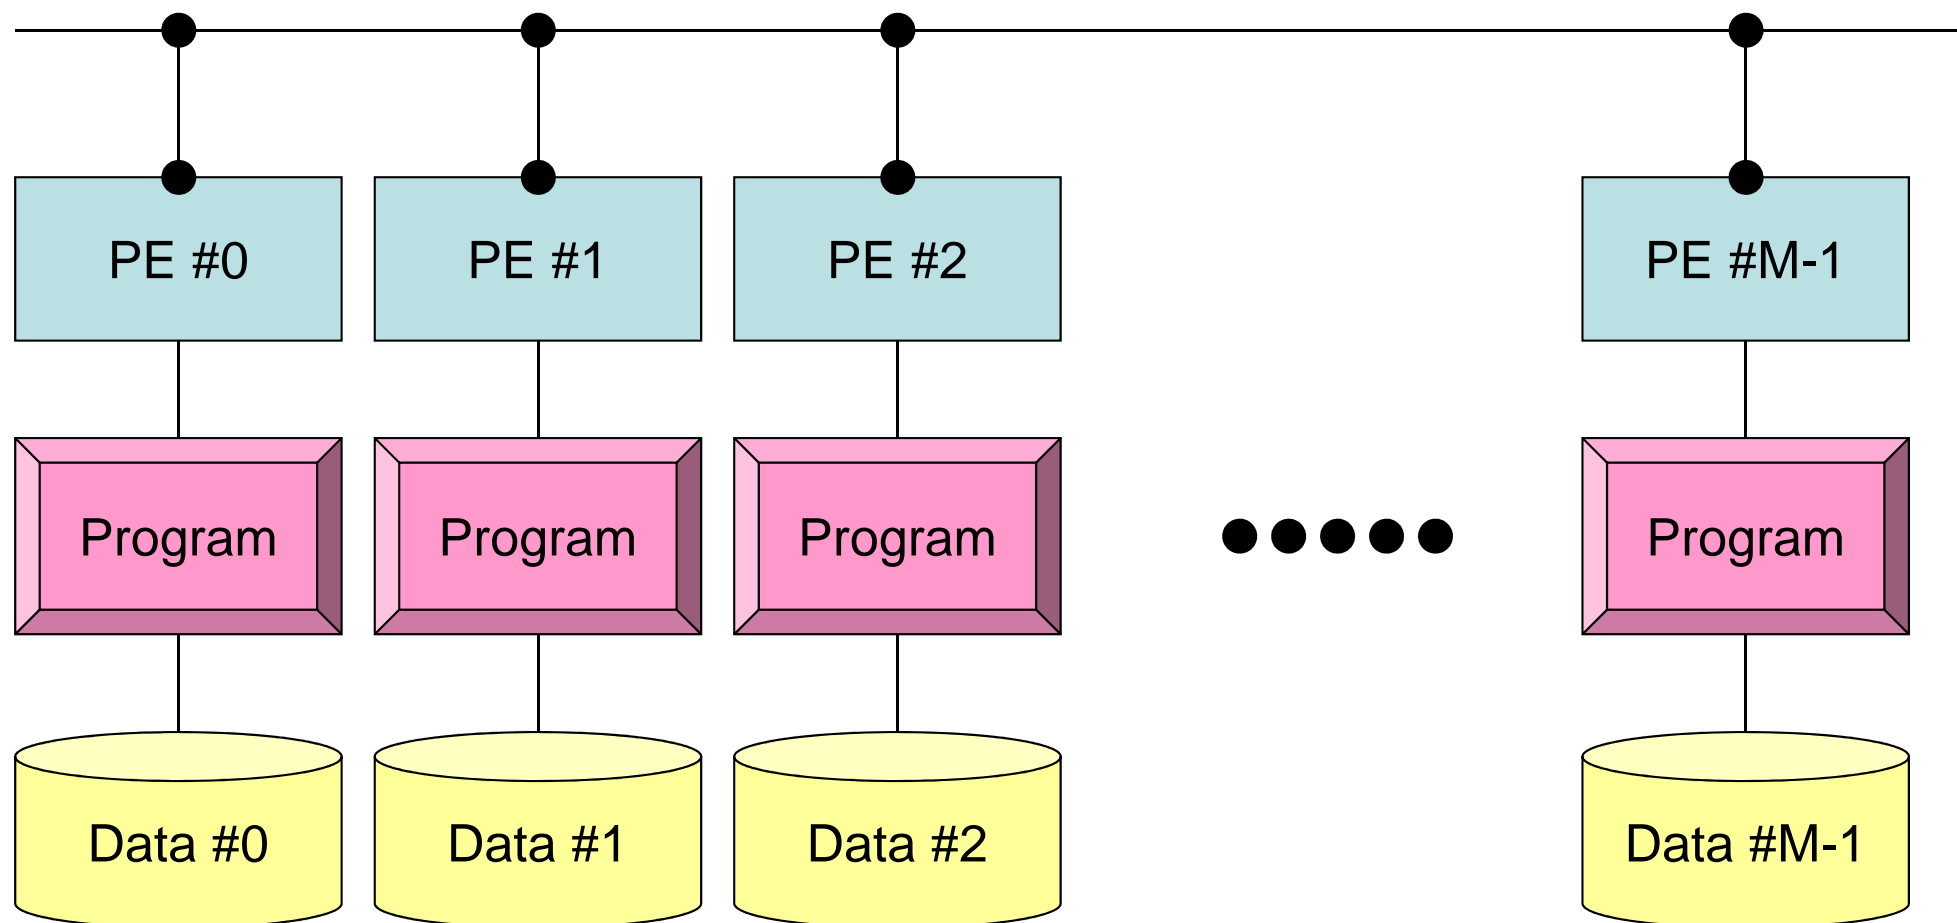 PE #0
PE #1
PE #2
PE #M-1
Program
Program
Program
Program
Data #0
Data #1
Data #2
Data #M-1